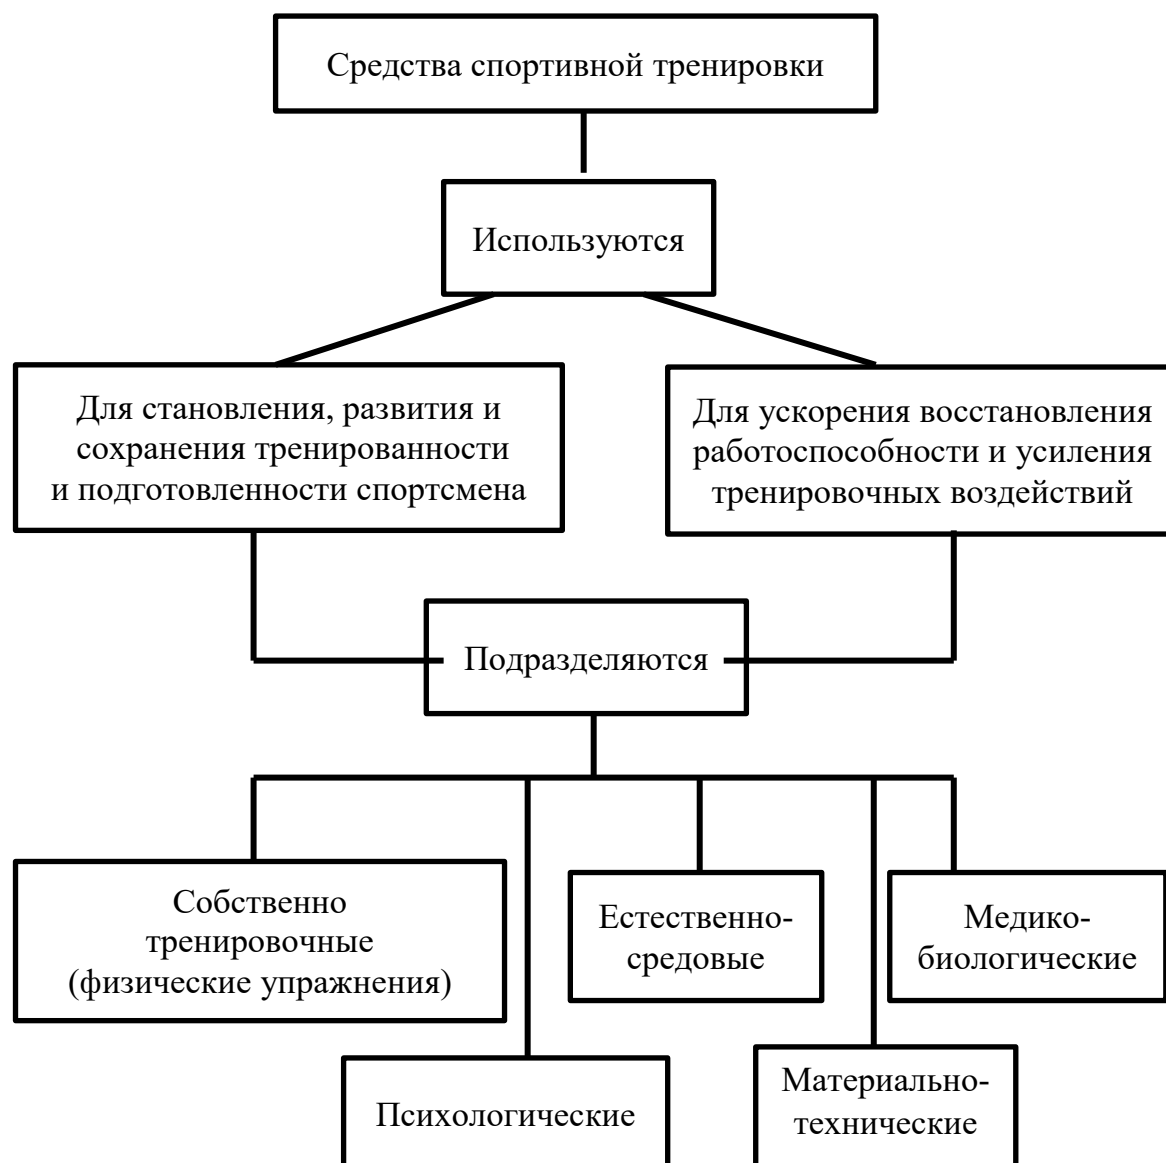 Средства спортивной тренировки
Используются
Для становления, развития и
сохранения тренированности
и подготовленности спортсмена
Для ускорения восстановления
работоспособности и усиления
тренировочных воздействий
Подразделяются
Собственно
тренировочные
(физические упражнения)
Естественно-
средовые
Медико-
биологические
Психологические
Материально-
технические